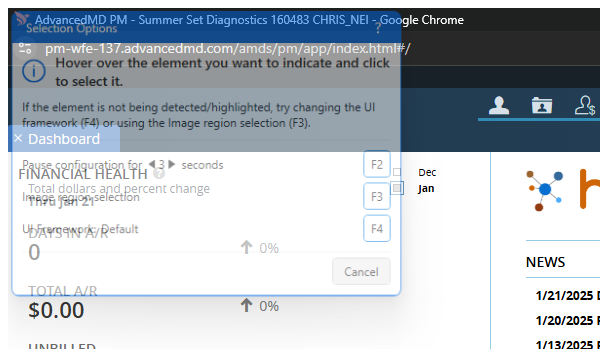 AdvancedMD PM - Summer Set Diagnostics 160483 CHRIS_NEI - Google Chrome
Selection Options ?
pm-wfe-137.advancedmd.com/amds/pm/app/index.html#/
Hover over the element you want to indicate and click
to select it.
If the element is not being detected/highlighted, try changing the UI
framework (F4) or using the Image region selection (F3).
× Dashboard
Pause configuration for 3 seconds F2
FINANCIAL HEALTH ?
Total dollars and percent change
Image region selection F3
Thru Jan 21
UI Framework: Default F4
DAYS IN A/R
0 0%
Cancel
TOTAL A/R
$0.00 0%
UNBILLED
Dec
Jan
h
NEWS
1/21/2025
1/20/2025 P
1/13/2025